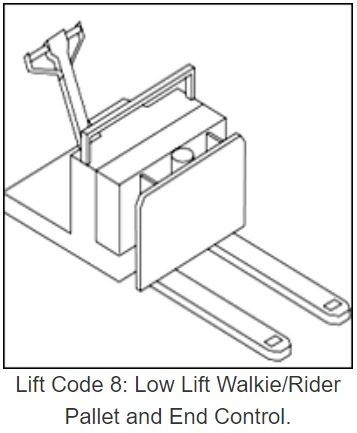 Lift Code 8: Low Lift Walkie/Rider
Pallet and End Control.